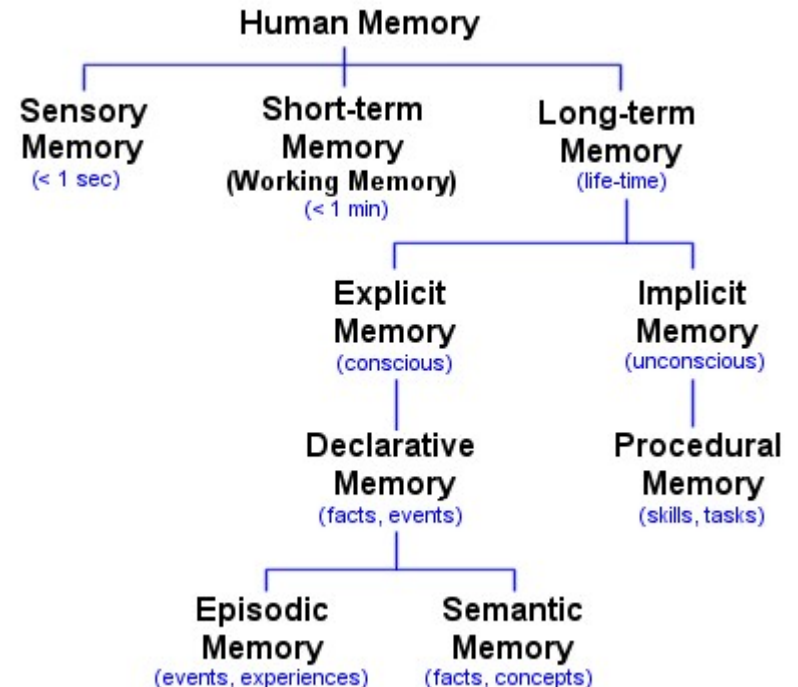 Human Memory
Sensory
Memory
(< 1 sec)
Short-term
Memory
(Working Memory)
(< 1 min)
Long-term
Memory
(life-time)
Explicit
Memory
(conscious)
Implicit
Memory
(unconscious)
Declarative
Memory
(facts, events)
Procedural
Memory
(skills, tasks)
Episodic
Memory
(events, experiences)
Semantic
Memory
(facts, concepts)